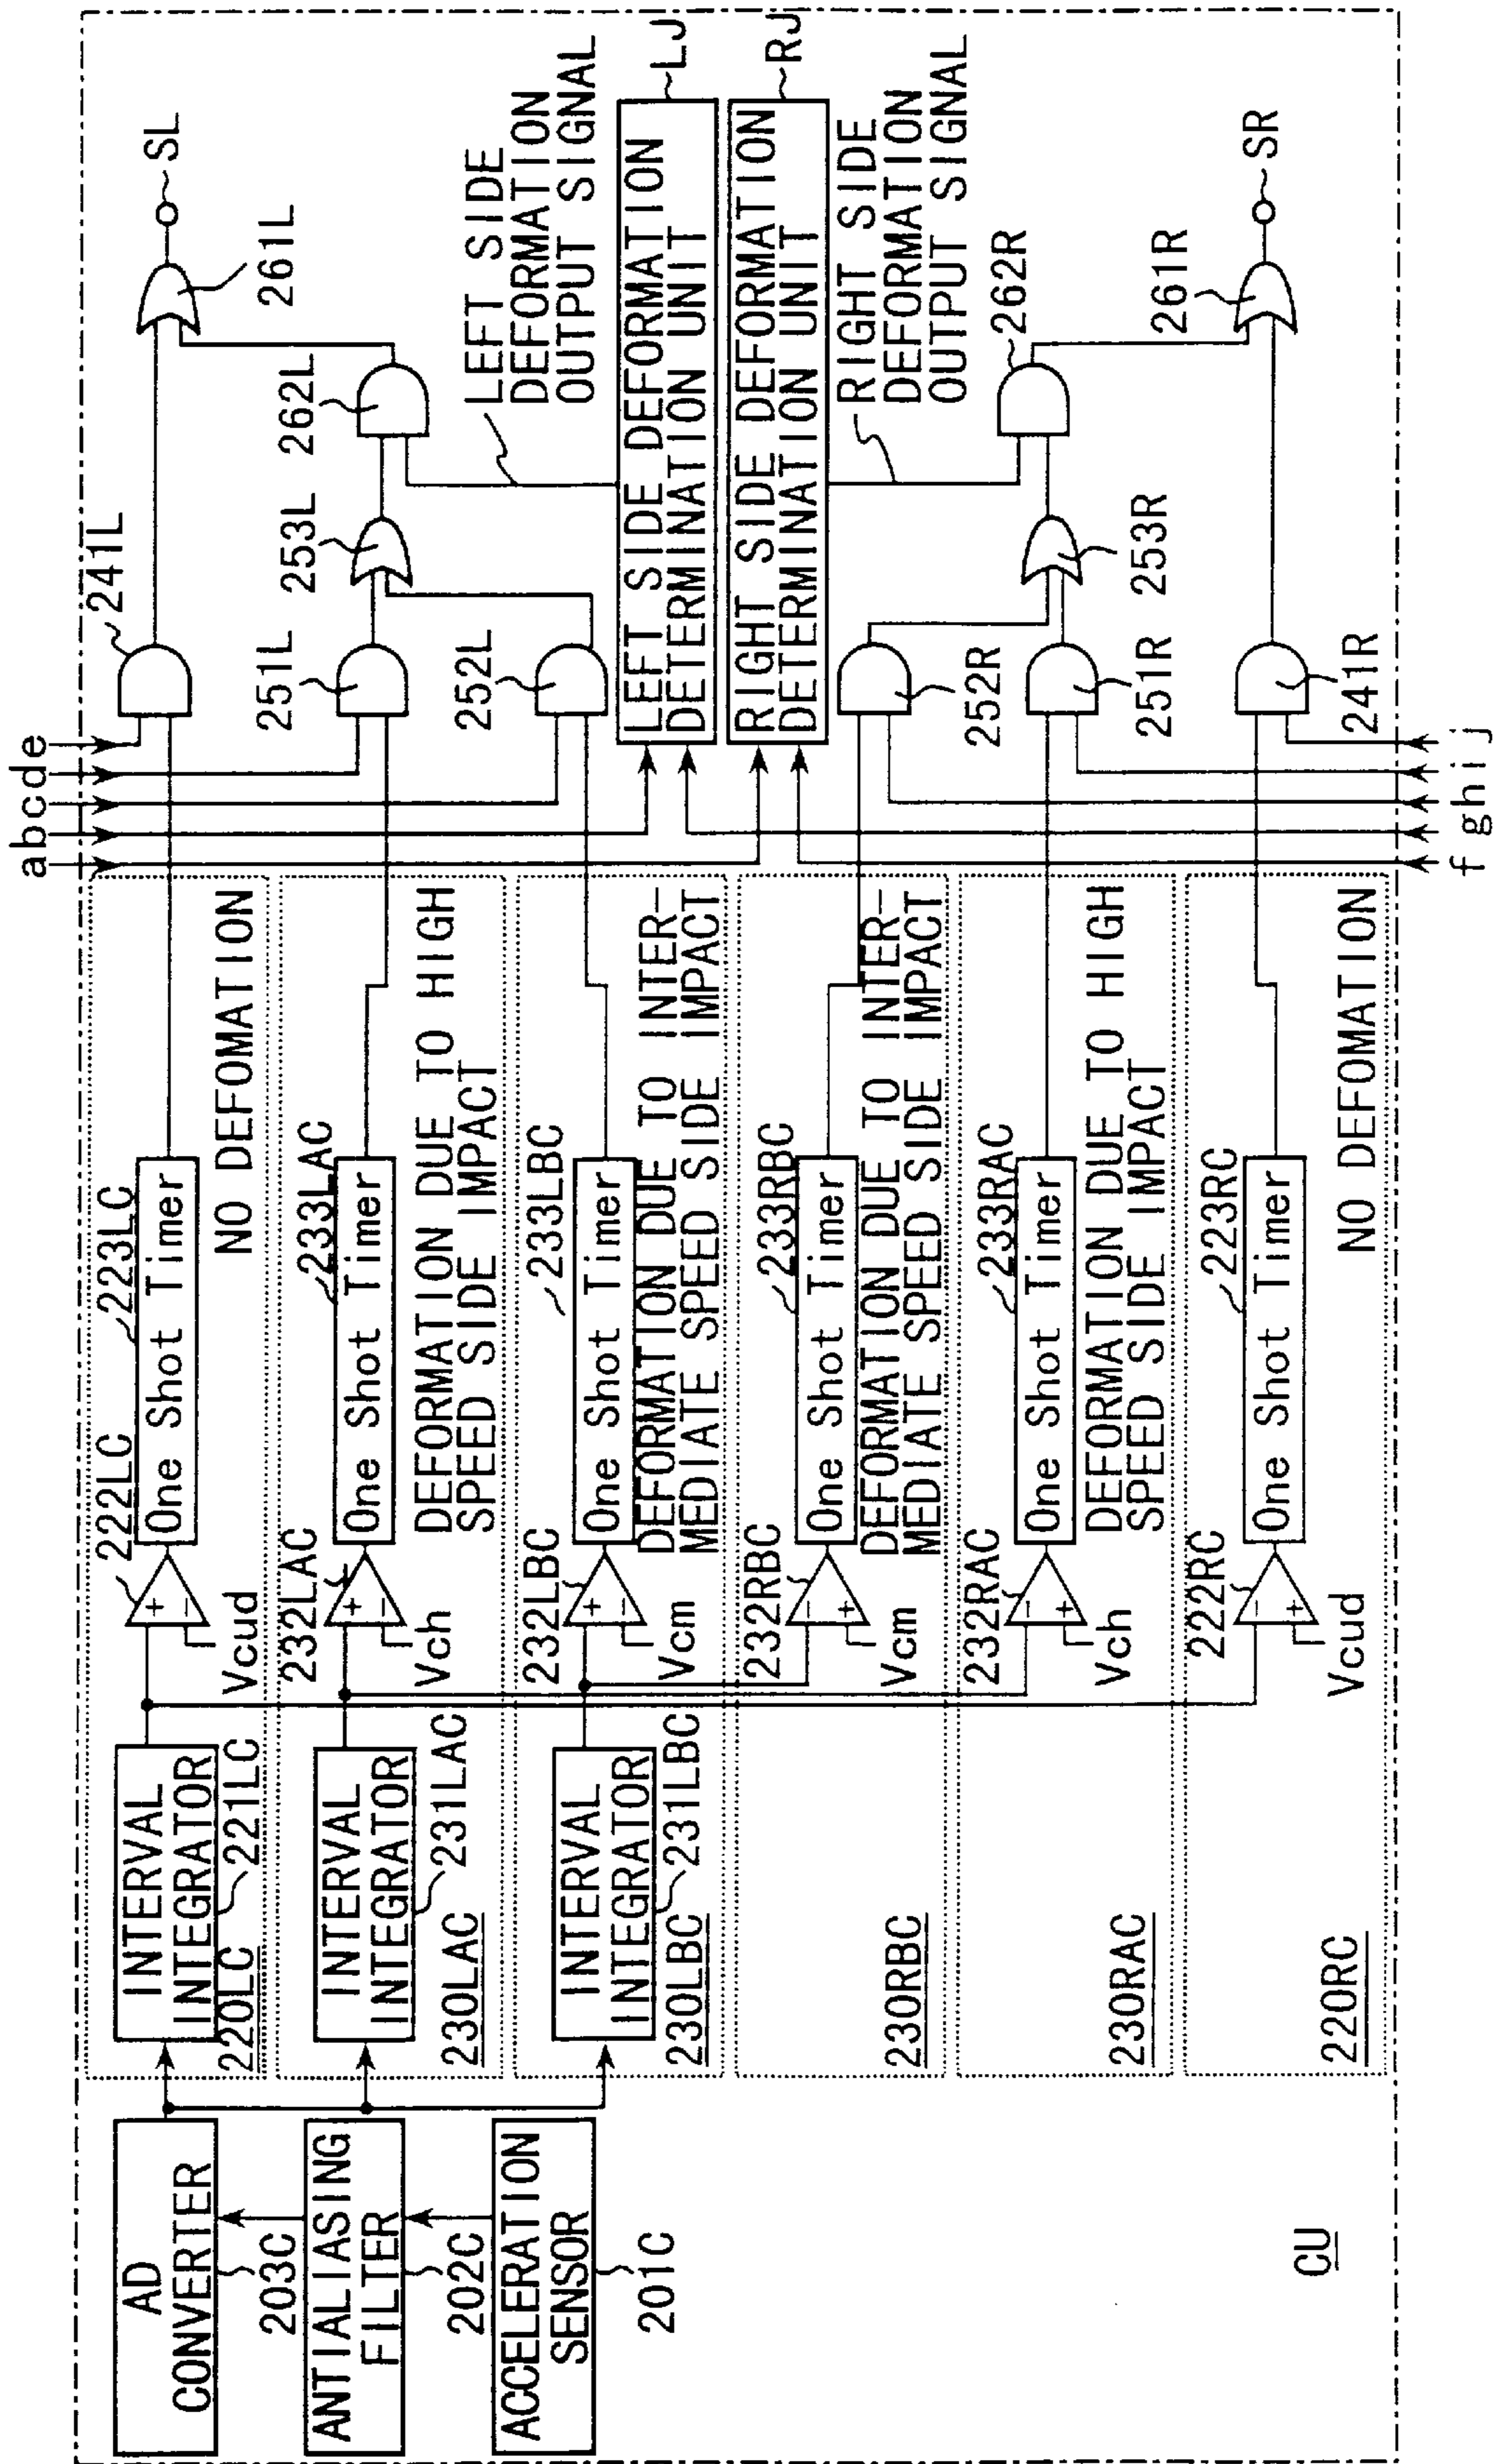 AD
CONVERTER
203C
ANTIALIASING
FILTER
202C
ACCELERATION
SENSOR
201C
CU
INTERVAL
INTEGRATOR
221LC
220LC
222LC
Vcud
223LC
One Shot Timer
NO DEFOMATION
INTERVAL
INTEGRATOR
231LAC
230LAC
232LAC
Vch
233LAC
One Shot Timer
DEFORMATION DUE TO HIGH
SPEED SIDE IMPACT
INTERVAL
INTEGRATOR
231LBC
230LBC
232LBC
Vcm
233LBC
One Shot Timer
DEFORMATION DUE TO INTER-
MEDIATE SPEED SIDE IMPACT
230RBC
232RBC
Vcm
233RBC
One Shot Timer
DEFORMATION DUE TO INTER-
MEDIATE SPEED SIDE IMPACT
230RAC
232RAC
Vch
233RAC
One Shot Timer
DEFORMATION DUE TO HIGH
SPEED SIDE IMPACT
220RC
222RC
Vcud
223RC
One Shot Timer
NO DEFOMATION
a b c d e
f g h i j
241L
251L
252L
253L
262L
261L
SL
LEFT SIDE
DEFORMATION
OUTPUT SIGNAL
LEFT SIDE DEFORMATION
DETERMINATION UNIT
LJ
RIGHT SIDE DEFORMATION
DETERMINATION UNIT
RJ
RIGHT SIDE
DEFORMATION
OUTPUT SIGNAL
252R
251R
241R
253R
262R
261R
SR